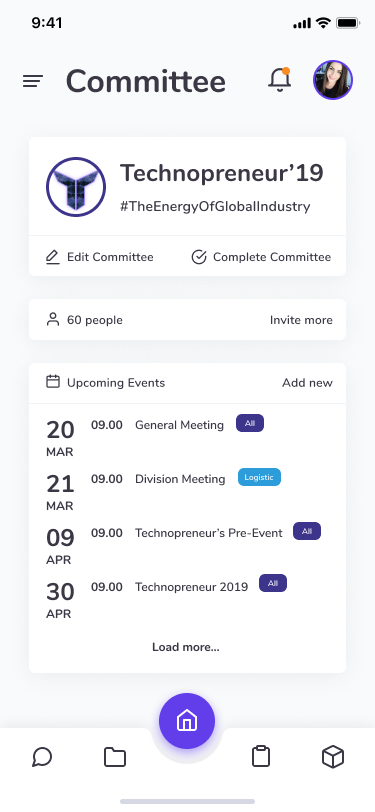 9:41
Committee
Technopreneur’19
#TheEnergyOfGlobalIndustry
Edit Committee Complete Committee
60 people Invite more
Upcoming Events Add new
20 MAR 09.00 General Meeting All
21 MAR 09.00 Division Meeting Logistic
09 APR 09.00 Technopreneur’s Pre-Event All
30 APR 09.00 Technopreneur 2019 All
Load more...